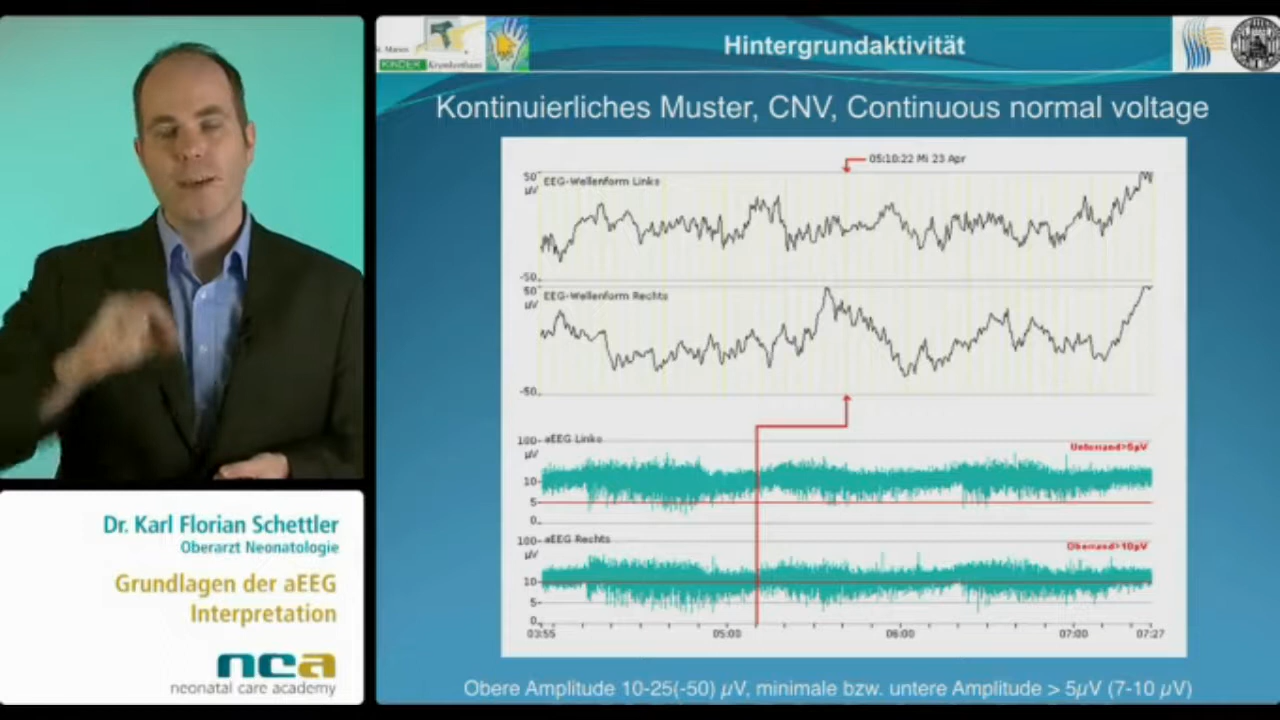 KINDER
Hintergrundaktivität
Kontinuierliches Muster, CNV, Continuous normal voltage
05:10:22 Mi 23 Apr
50
µV
EEG-Wellenform Links
-50
50
µV
EEG-Wellenform Rechts
-50
100
aEEG Links
µV
Unterrand>5µV
10
5
0
100
aEEG Rechts
µV
Oberrand>10µV
10
5
0
03:55
05:00
06:00
07:00
07:27
Obere Amplitude 10-25(-50) µV, minimale bzw. untere Amplitude > 5µV (7-10 µV)
Dr. Karl Florian Schettler
Oberarzt Neonatologie
Grundlagen der aEEG
Interpretation
nca
neonatal care academy